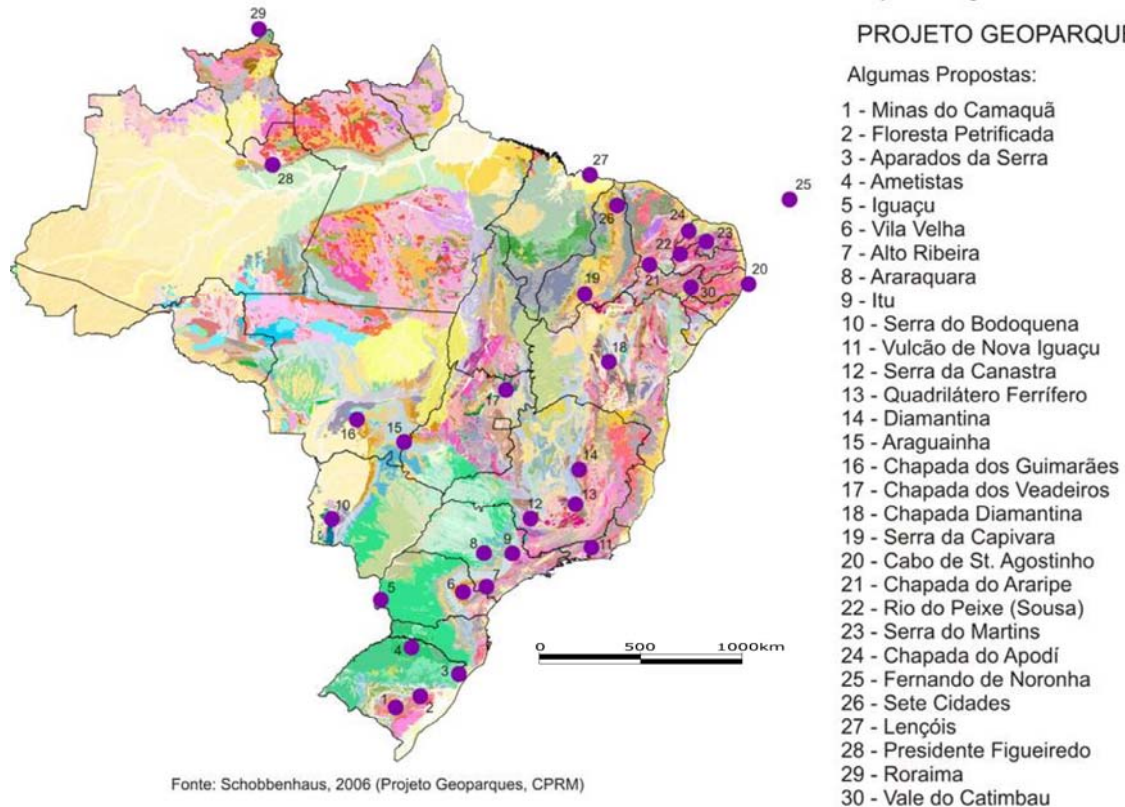 PROJETO GEOPARQU
Algumas Propostas:
1 - Minas do Camaquã
2 - Floresta Petrificada
3 - Aparados da Serra
4 - Ametistas
5 - Iguaçu
6 - Vila Velha
7 - Alto Ribeira
8 - Araraquara
9 - Itu
10 - Serra do Bodoquena
11 - Vulcão de Nova Iguaçu
12 - Serra da Canastra
13 - Quadrilátero Ferrífero
14 - Diamantina
15 - Araguainha
16 - Chapada dos Guimarães
17 - Chapada dos Veadeiros
18 - Chapada Diamantina
19 - Serra da Capivara
20 - Cabo de St. Agostinho
21 - Chapada do Araripe
22 - Rio do Peixe (Sousa)
23 - Serra do Martins
24 - Chapada do Apodí
25 - Fernando de Noronha
26 - Sete Cidades
27 - Lençóis
28 - Presidente Figueiredo
29 - Roraima
30 - Vale do Catimbau
29
28
27
25
26
24
23
22
21
20
30
19
18
17
16
15
14
13
12
11
10
9
8
7
6
5
4
3
2
1
0 500 1000km
Fonte: Schobbenhaus, 2006 (Projeto Geoparques, CPRM)